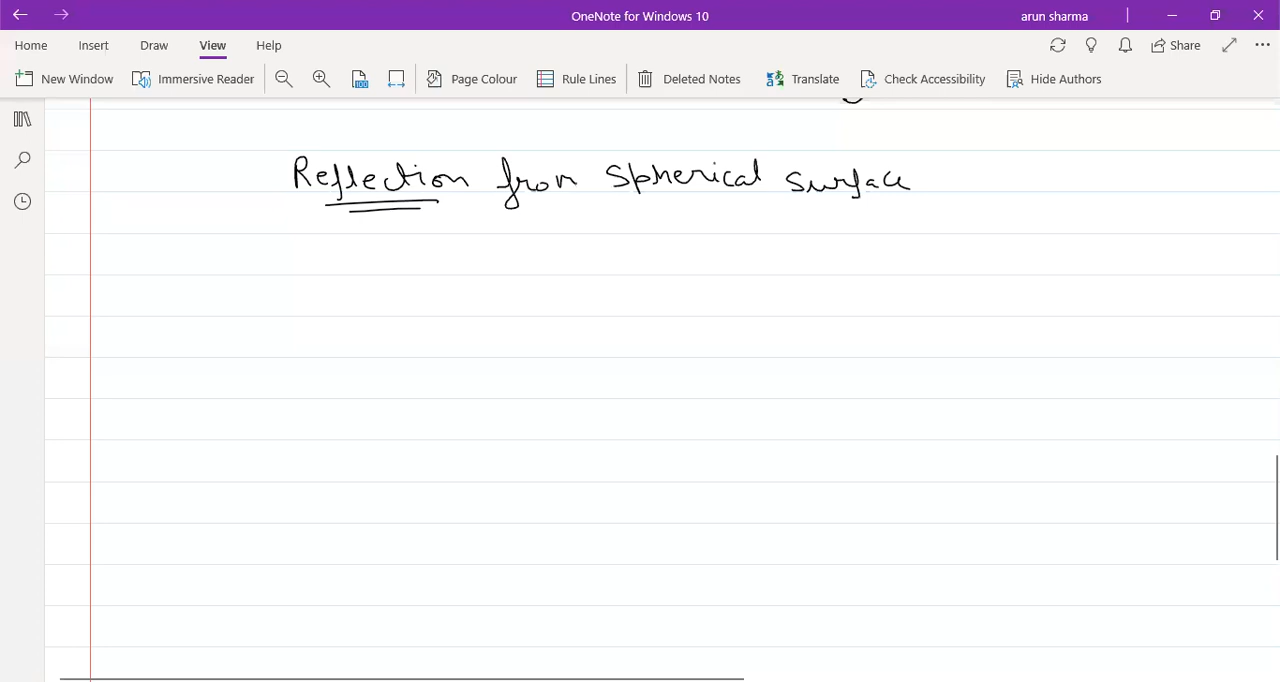 OneNote for Windows 10
arun sharma
Home Insert Draw View Help
Share
New Window Immersive Reader 100 Page Colour Rule Lines Deleted Notes Translate Check Accessibility Hide Authors
Reflection from Spherical Surface